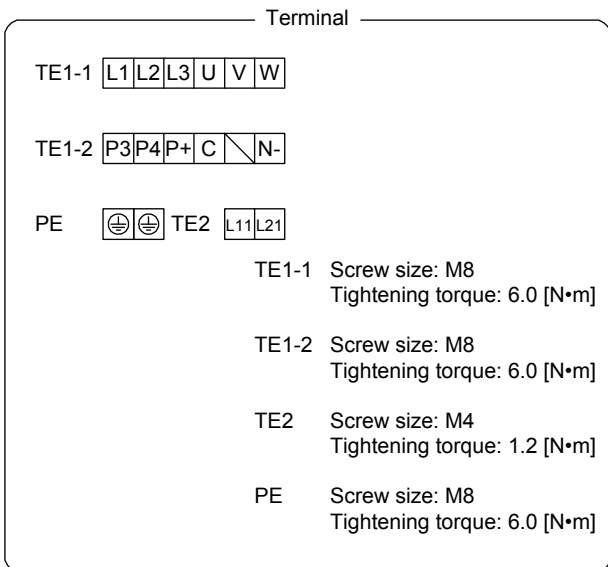 Terminal
TE1-1 L1 L2 L3 U V W
TE1-2 P3 P4 P+ C N-
PE TE2 L11 L21
TE1-1 Screw size: M8
Tightening torque: 6.0 [N•m]
TE1-2 Screw size: M8
Tightening torque: 6.0 [N•m]
TE2 Screw size: M4
Tightening torque: 1.2 [N•m]
PE Screw size: M8
Tightening torque: 6.0 [N•m]